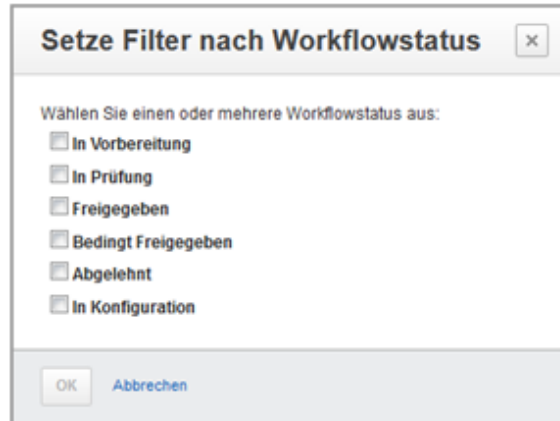 Setze Filter nach Workflowstatus
Wählen Sie einen oder mehrere Workflowstatus aus:
In Vorbereitung
In Prüfung
Freigegeben
Bedingt Freigegeben
Abgelehnt
In Konfiguration
OK Abbrechen